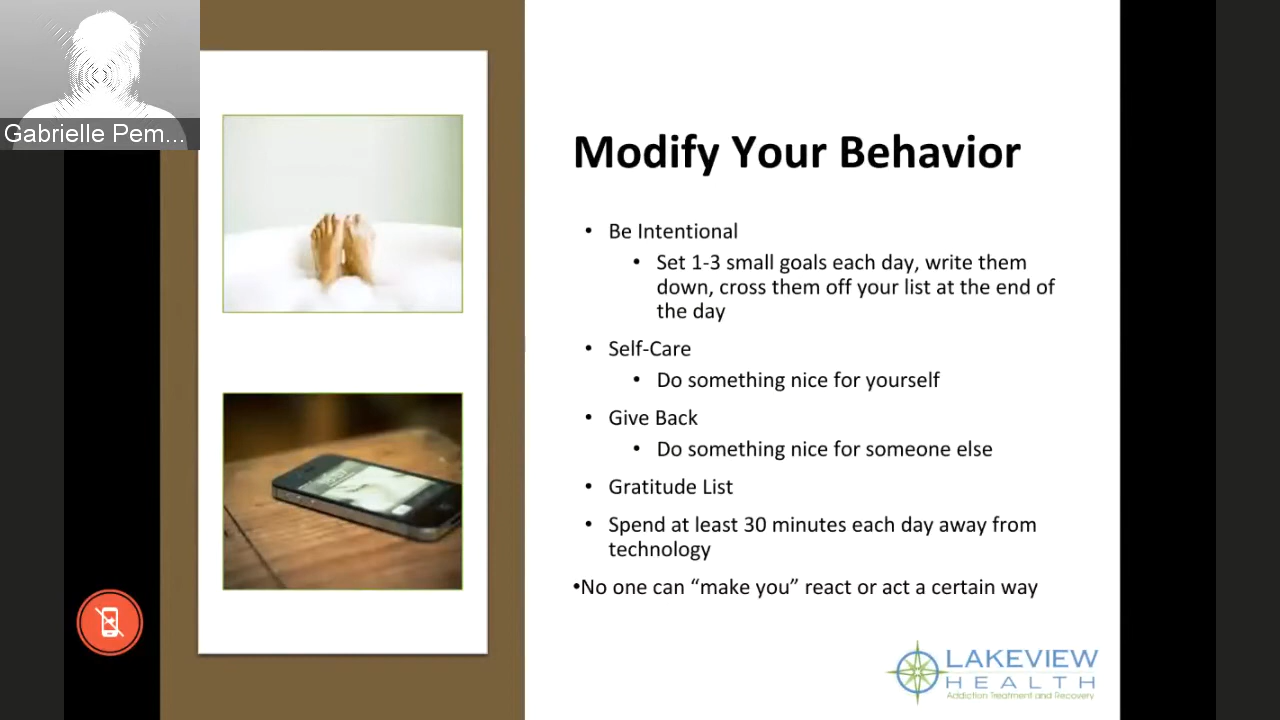 Gabrielle Pem...
Modify Your Behavior
• Be Intentional
• Set 1-3 small goals each day, write them
down, cross them off your list at the end of
the day
• Self-Care
• Do something nice for yourself
• Give Back
• Do something nice for someone else
• Gratitude List
• Spend at least 30 minutes each day away from
technology
•No one can “make you” react or act a certain way
LAKEVIEW
HEALTH
Addiction Treatment and Recovery